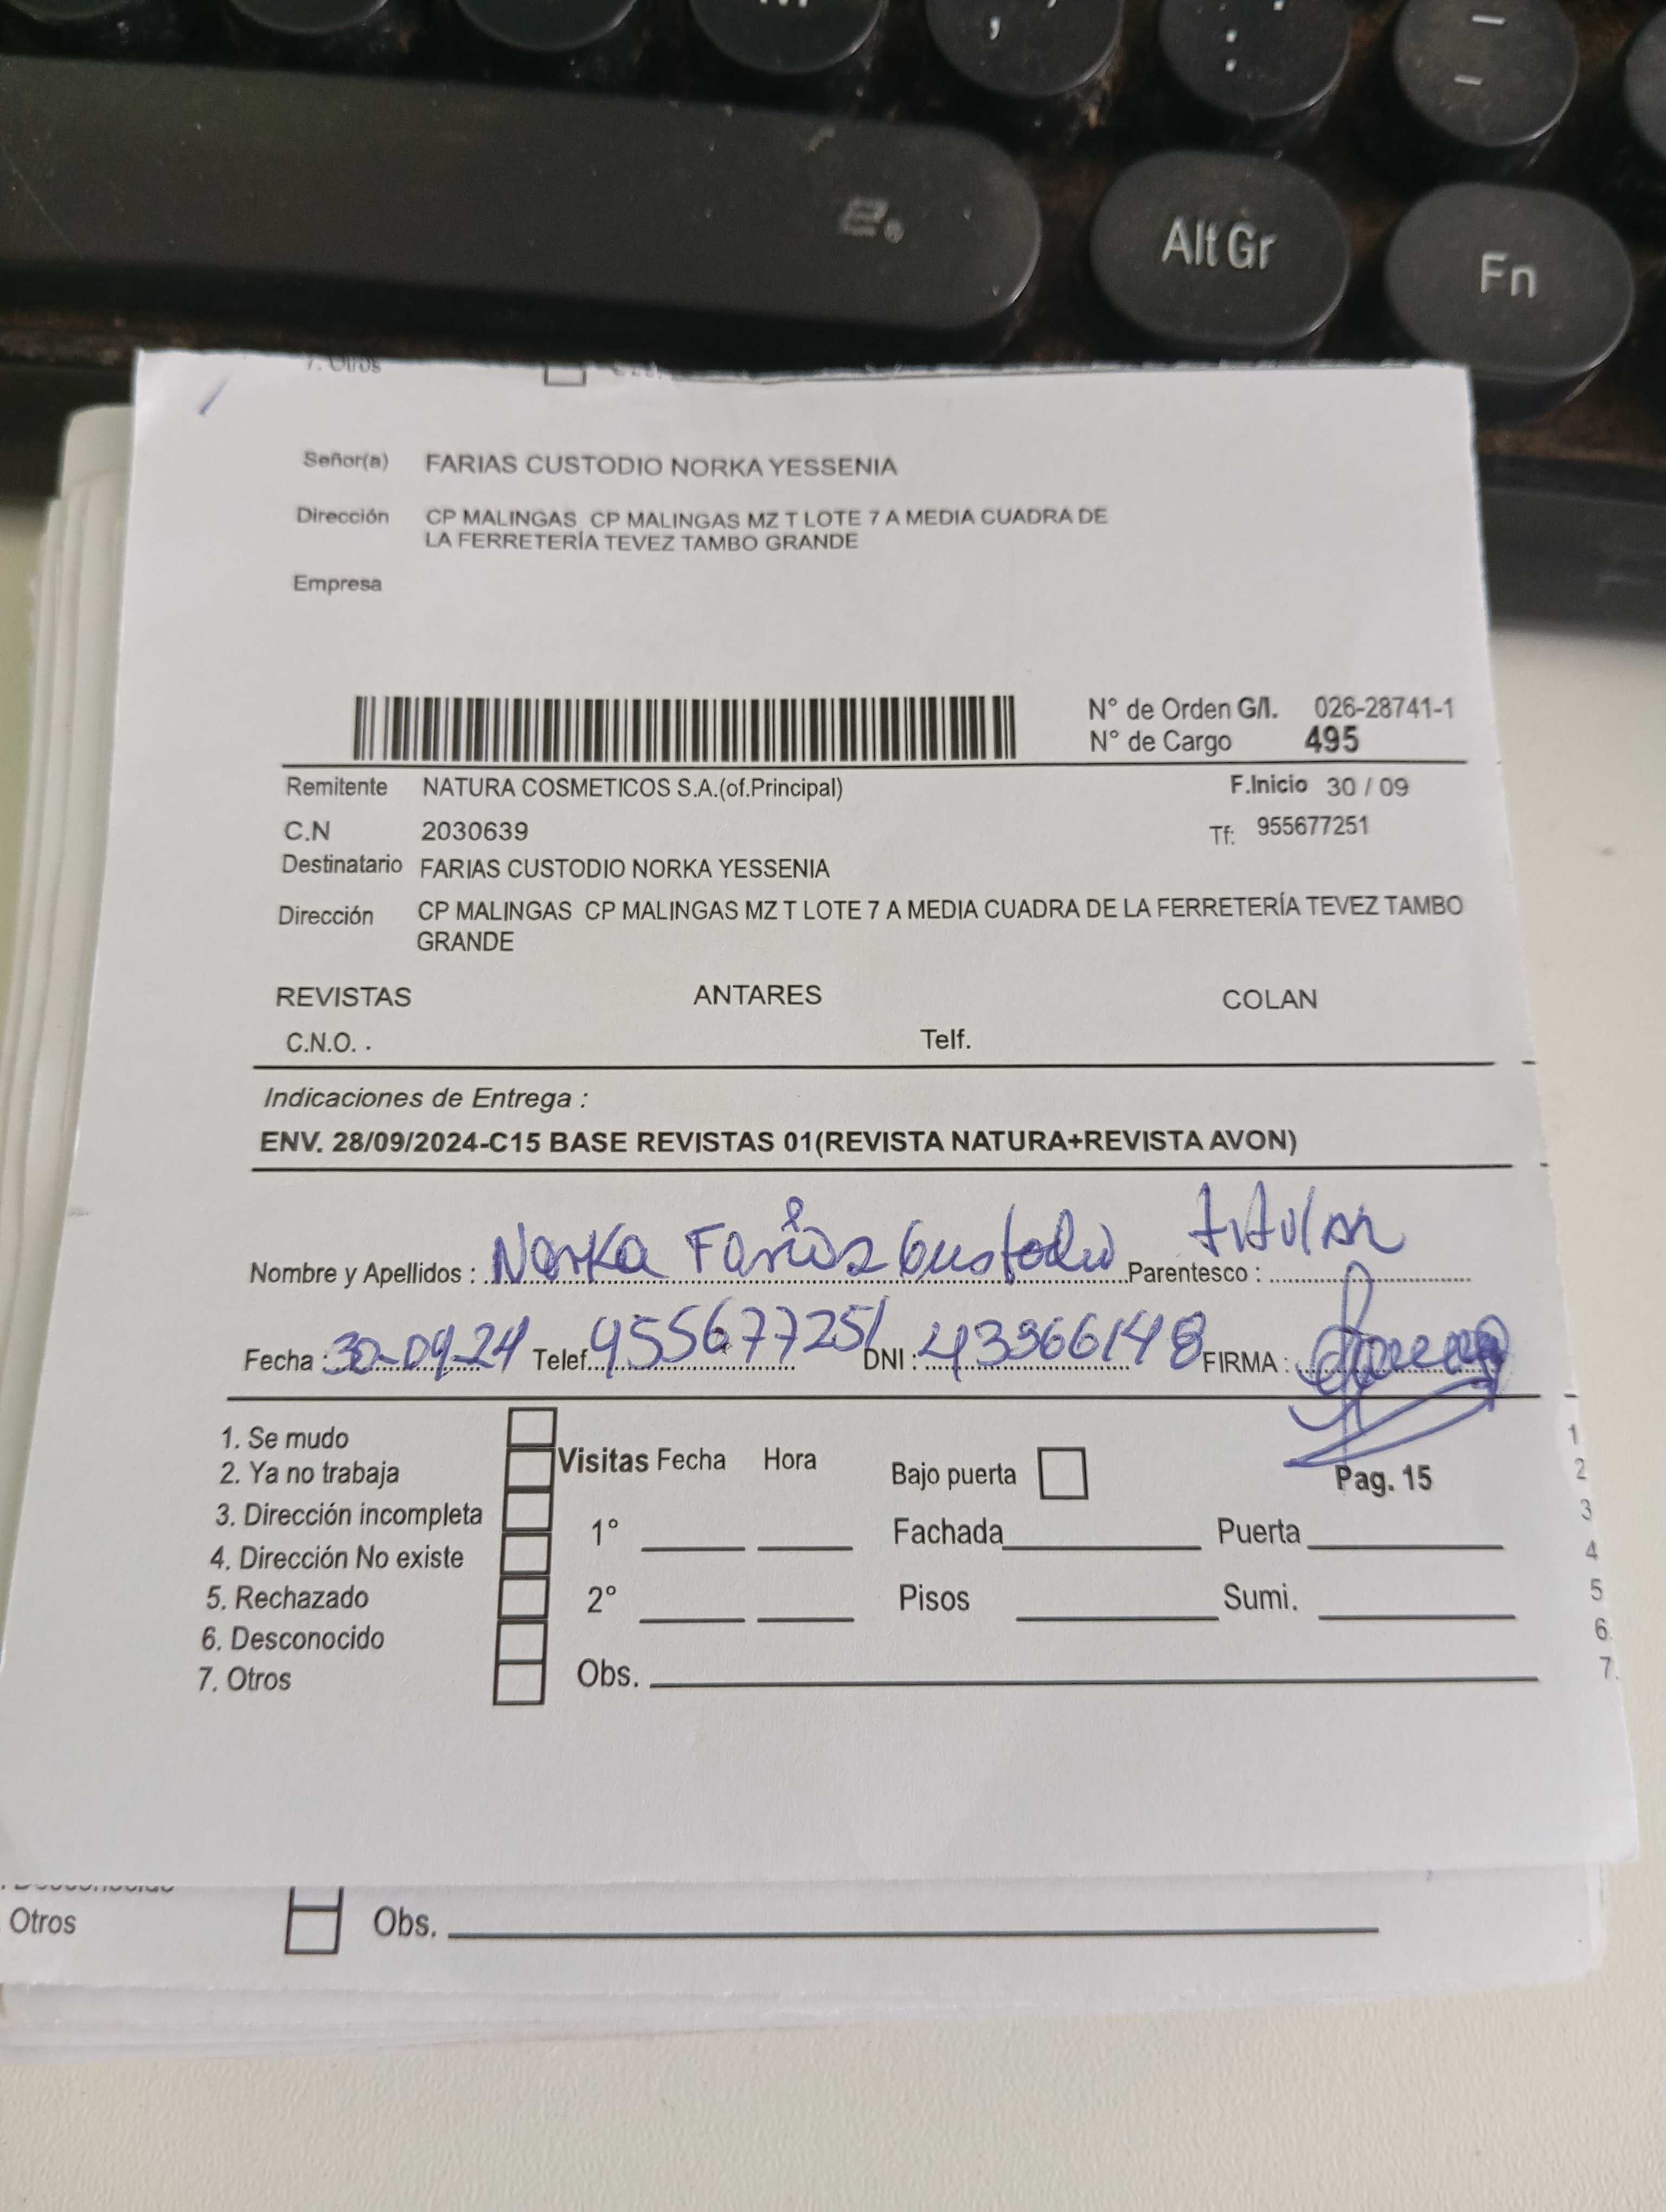 Alt Gr
Fn
7. Otros
Señor(a) FARIAS CUSTODIO NORKA YESSENIA
Dirección CP MALINGAS CP MALINGAS MZ T LOTE 7 A MEDIA CUADRA DE
LA FERRETERÍA TEVEZ TAMBO GRANDE
Empresa
N° de Orden G/I. 026-28741-1
N° de Cargo 495
Remitente NATURA COSMETICOS S.A.(of.Principal) F.Inicio 30 / 09
C.N 2030639 Tf: 955677251
Destinatario FARIAS CUSTODIO NORKA YESSENIA
Dirección CP MALINGAS CP MALINGAS MZ T LOTE 7 A MEDIA CUADRA DE LA FERRETERÍA TEVEZ TAMBO
GRANDE
REVISTAS ANTARES COLAN
C.N.O. . Telf.
Indicaciones de Entrega :
ENV. 28/09/2024-C15 BASE REVISTAS 01(REVISTA NATURA+REVISTA AVON)
Nombre y Apellidos : Norka Farias Custodio Parentesco : titular
Fecha : 30-09-24 Telef. 955677251 DNI : 43366148 FIRMA :
1. Se mudo
2. Ya no trabaja
3. Dirección incompleta
4. Dirección No existe
5. Rechazado
6. Desconocido
7. Otros
Visitas Fecha Hora Bajo puerta Pag. 15
1° Fachada Puerta
2° Pisos Sumi.
Obs.
1
2
3
4
5
6.
7.
Otros Obs.